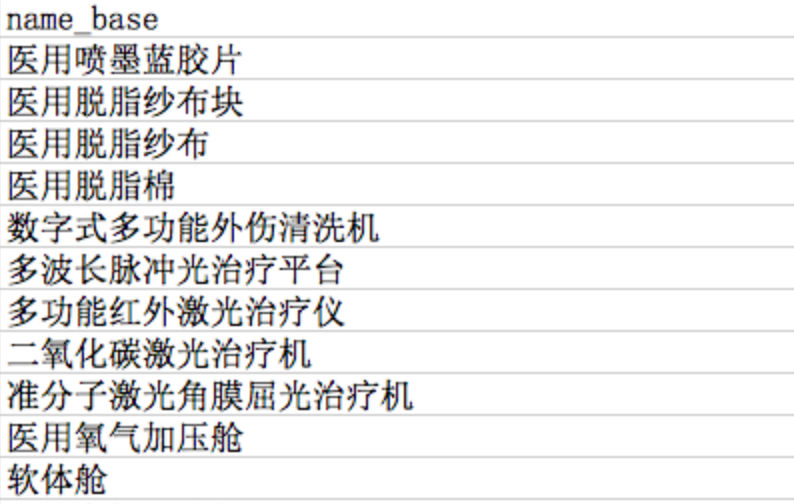 name_base
医用喷墨蓝胶片
医用脱脂纱布块
医用脱脂纱布
医用脱脂棉
数字式多功能外伤清洗机
多波长脉冲光治疗平台
多功能红外激光治疗仪
二氧化碳激光治疗机
准分子激光角膜屈光治疗机
医用氧气加压舱
软体舱